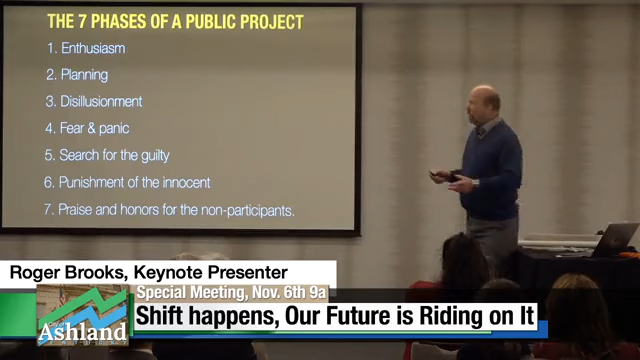 THE 7 PHASES OF A PUBLIC PROJECT
1. Enthusiasm
2. Planning
3. Disillusionment
4. Fear & panic
5. Search for the guilty
6. Punishment of the innocent
7. Praise and honors for the non-participants.
Roger Brooks, Keynote Presenter
Special Meeting, Nov. 6th 9a
Shift happens, Our Future is Riding on It
Ashland